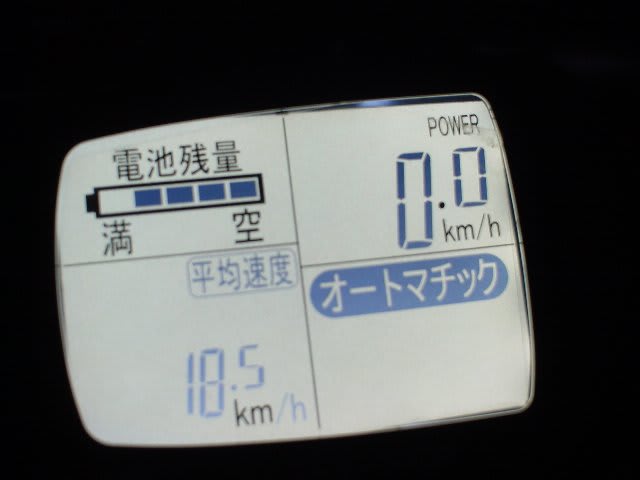 電池残量
満 空
POWER
0.0
km/h
平均速度
18.5
km/h
オートマチック